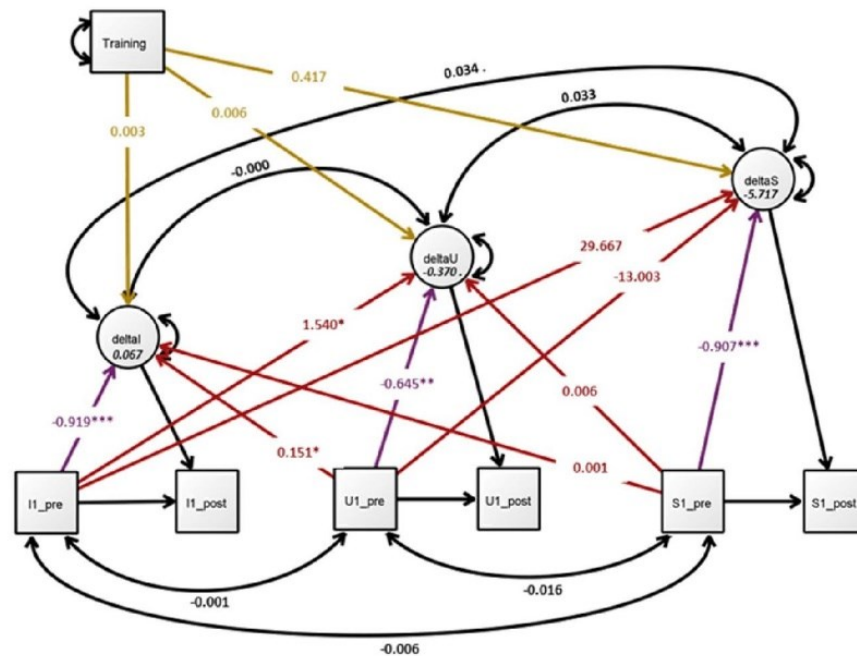 Training
0.034 .
0.417
0.033
0.006
0.003
-0.000
deltaS
-5.717
29.667
deltaU
-0.370 .
-13.003
1.540*
deltaI
0.067
-0.907***
-0.645**
0.006
-0.919***
0.151*
0.001
I1_pre
I1_post
U1_pre
U1_post
S1_pre
S1_post
-0.001
-0.016
-0.006